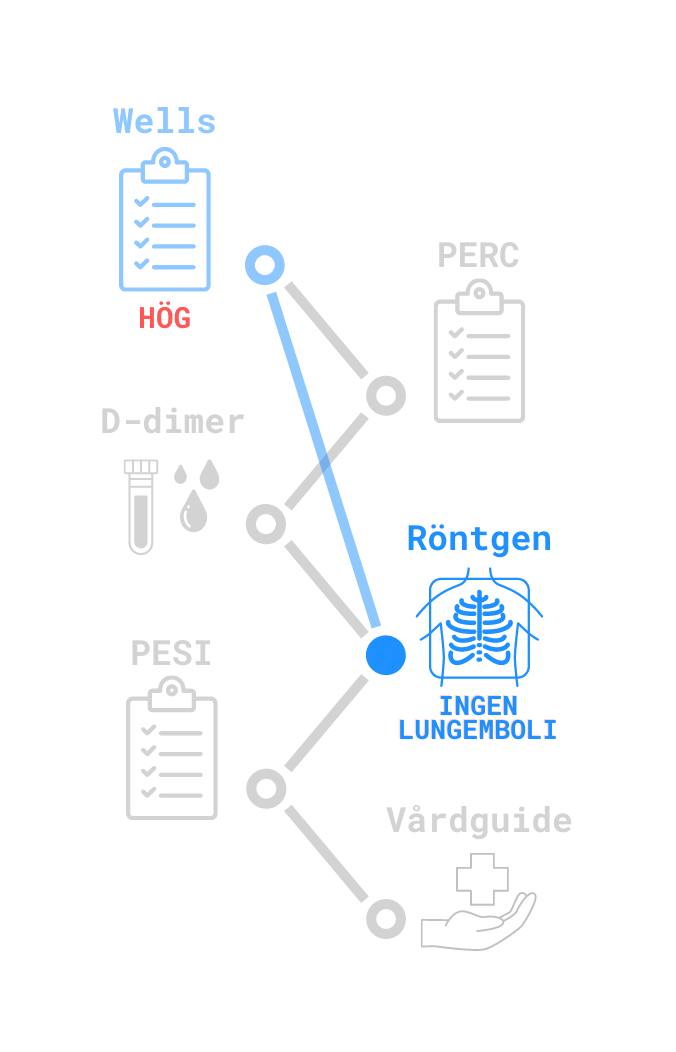 Wells
HÖG
PERC
D-dimer
Röntgen
INGEN
LUNGEMBOLI
PESI
Vårdguide